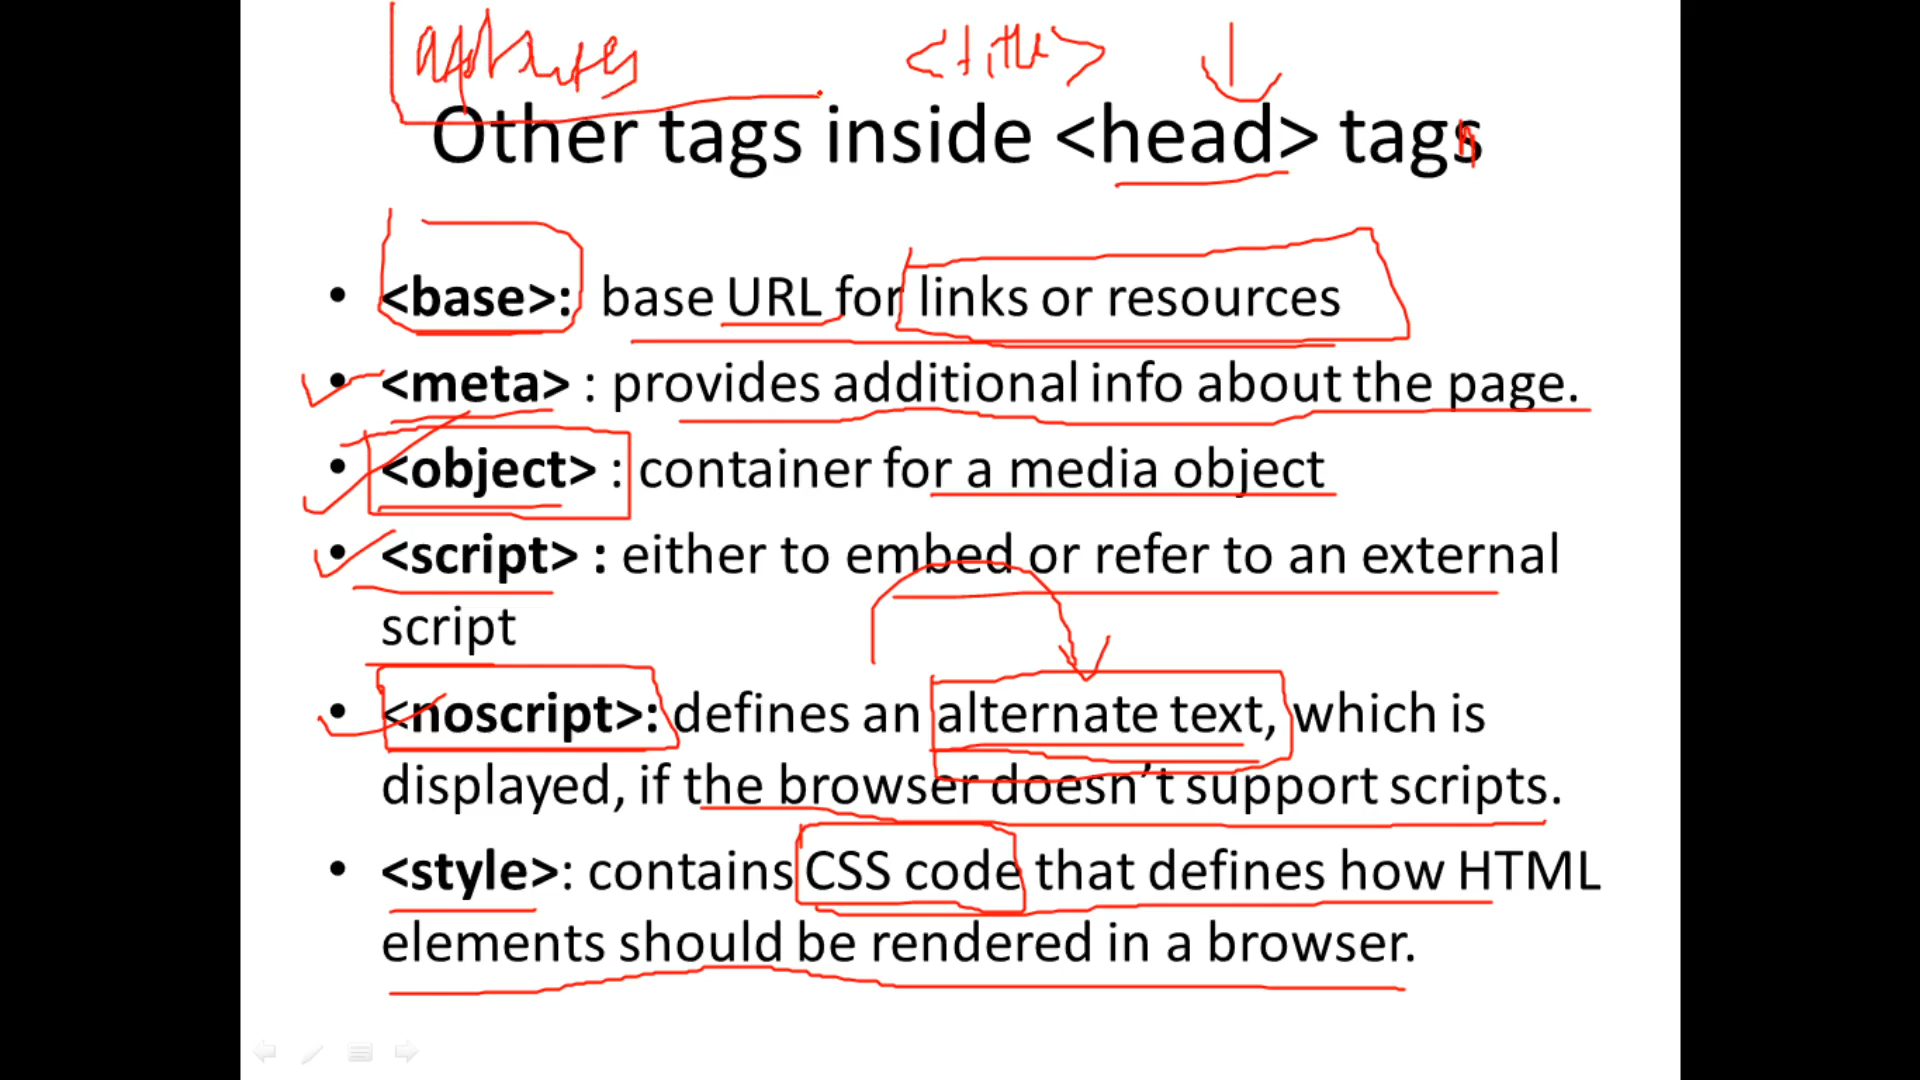 <title>
Other tags inside <head> tags
• <base>: base URL for links or resources
• <meta> : provides additional info about the page.
• <object> : container for a media object
• <script> : either to embed or refer to an external
script
• <noscript>: defines an alternate text, which is
displayed, if the browser doesn't support scripts.
• <style>: contains CSS code that defines how HTML
elements should be rendered in a browser.